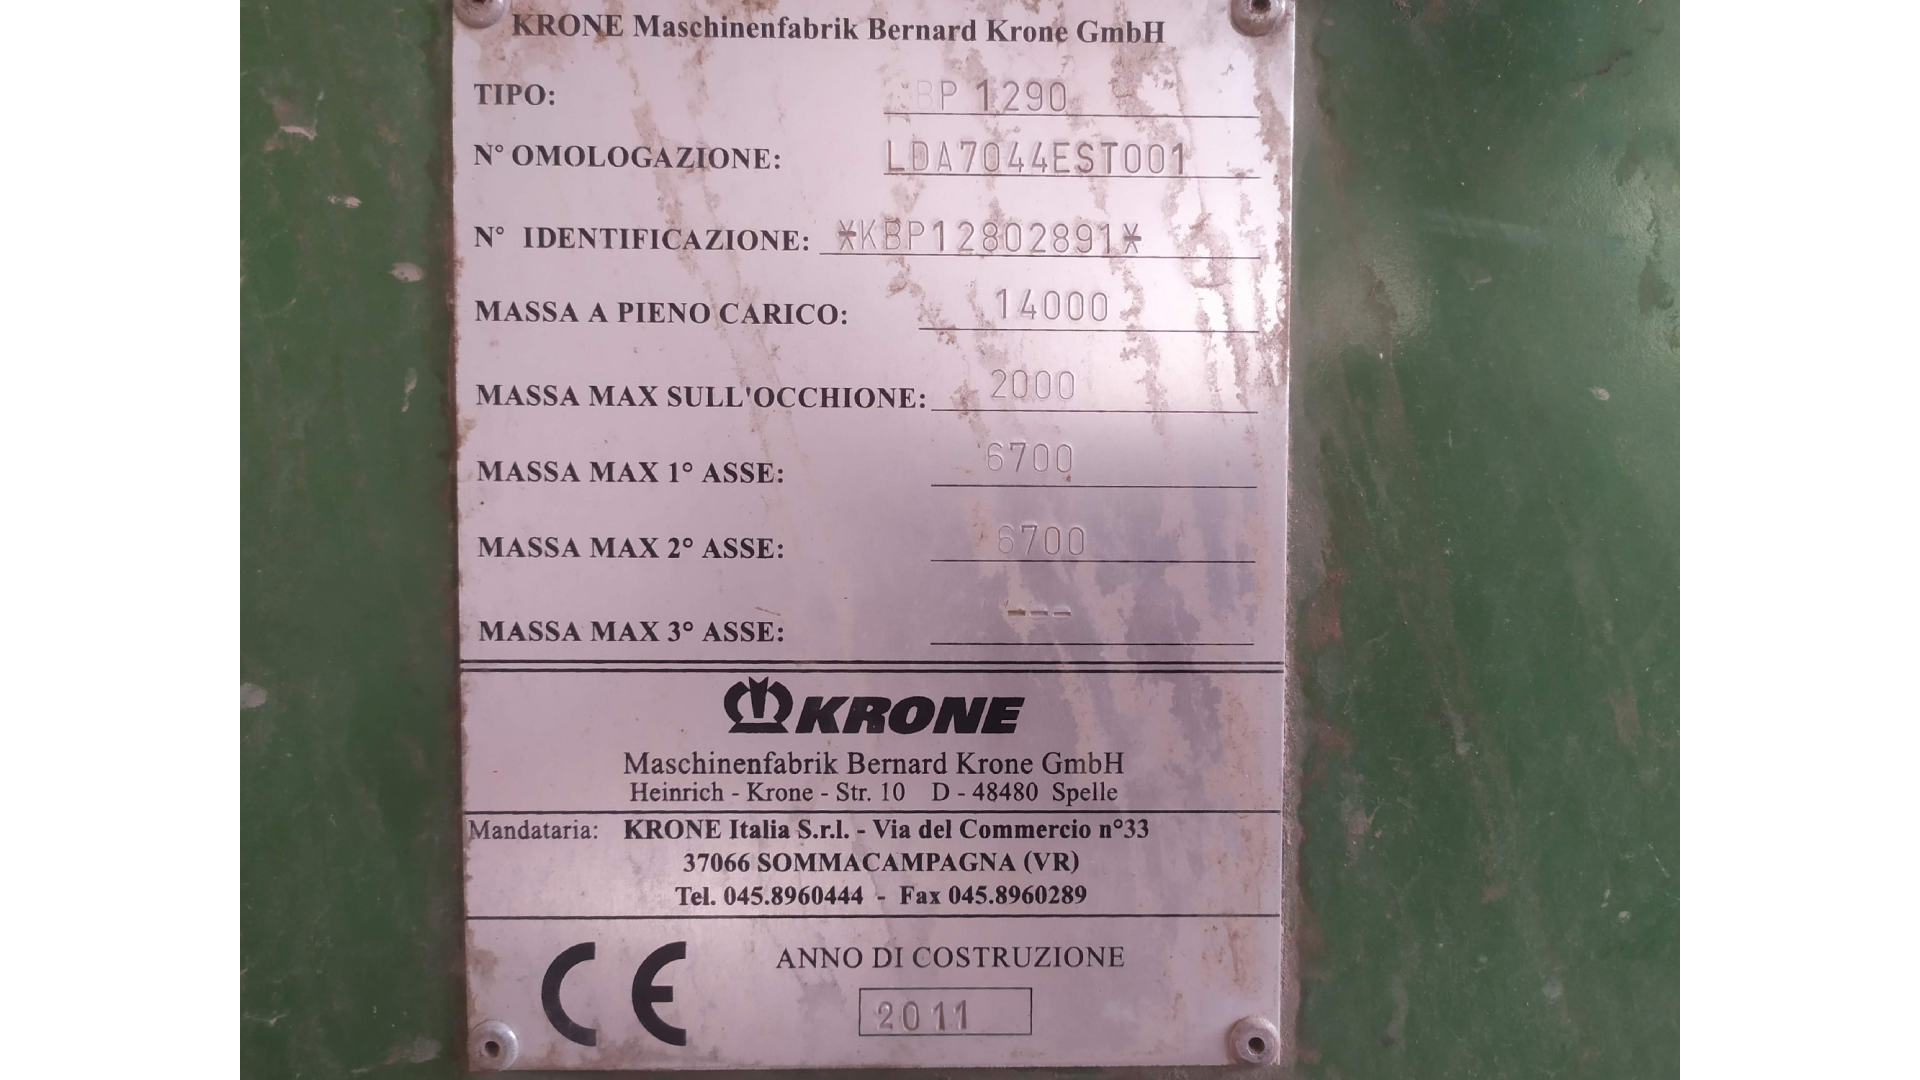 KRONE Maschinenfabrik Bernard Krone GmbH
TIPO: BP 1290
N° OMOLOGAZIONE: LDA7044EST001
N° IDENTIFICAZIONE: *KBP12802891*
MASSA A PIENO CARICO: 14000
MASSA MAX SULL'OCCHIONE: 2000
MASSA MAX 1° ASSE: 6700
MASSA MAX 2° ASSE: 6700
MASSA MAX 3° ASSE: ---
KRONE
Maschinenfabrik Bernard Krone GmbH
Heinrich - Krone - Str. 10 D - 48480 Spelle
Mandataria: KRONE Italia S.r.l. - Via del Commercio n°33
37066 SOMMACAMPAGNA (VR)
Tel. 045.8960444 - Fax 045.8960289
CE
ANNO DI COSTRUZIONE
2011